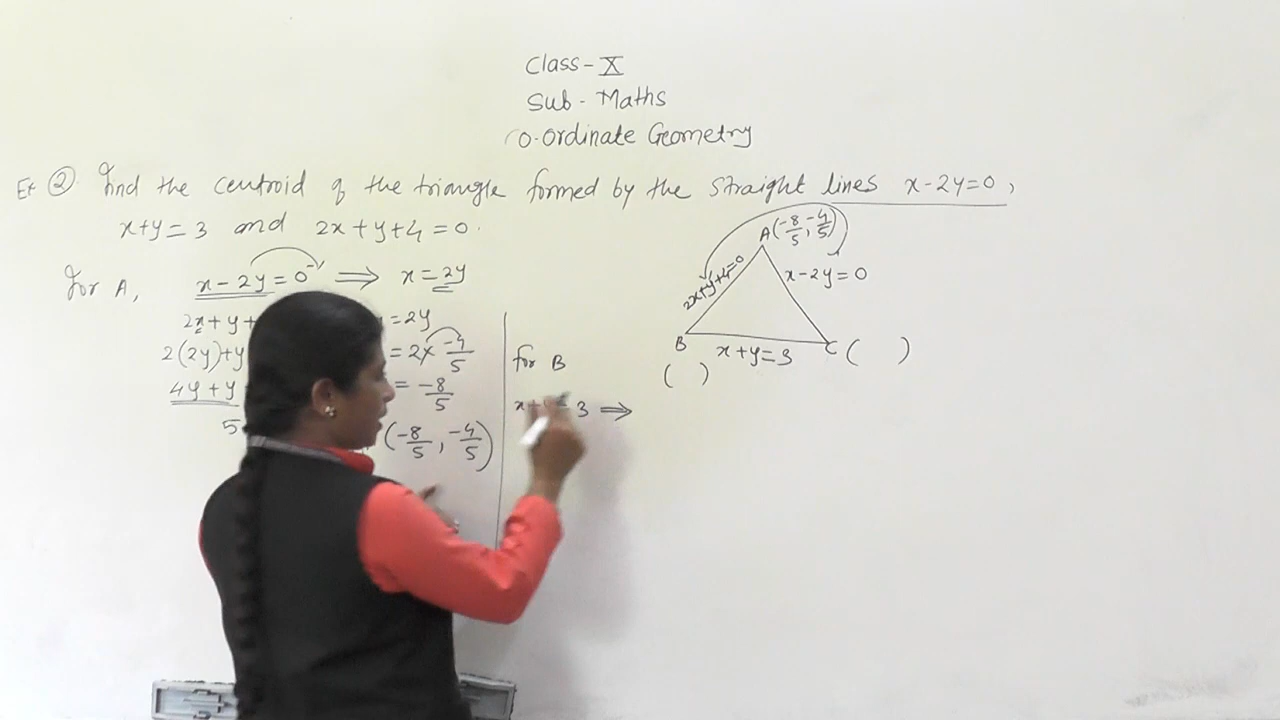 Class - X
Sub - Maths
Co-ordinate Geometry
Ex ② Find the centroid of the triangle formed by the straight lines x-2y=0,
x+y=3 and 2x+y+4=0.
For A, x-2y=0 ⟹ x=2y
2x+y+ =2y
2(2y)+y =2x -4/5
4y+y = -8/5
5
(-8/5, -4/5)
for B
3 ⟹
A(-8/5, -4/5)
2x+y+4=0
x-2y=0
B
x+y=3
C ( )
( )